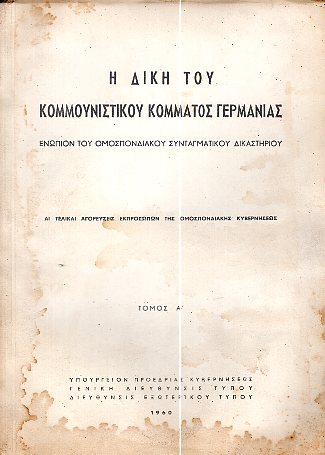 Η ΔΙΚΗ ΤΟΥ
ΚΟΜΜΟΥΝΙΣΤΙΚΟΥ ΚΟΜΜΑΤΟΣ ΓΕΡΜΑΝΙΑΣ
ΕΝΩΠΙΟΝ ΤΟΥ ΟΜΟΣΠΟΝΔΙΑΚΟΥ ΣΥΝΤΑΓΜΑΤΙΚΟΥ ΔΙΚΑΣΤΗΡΙΟΥ
ΑΙ ΤΕΛΙΚΑΙ ΑΓΟΡΕΥΣΕΙΣ ΕΚΠΡΟΣΩΠΩΝ ΤΗΣ ΟΜΟΣΠΟΝΔΙΑΚΗΣ ΚΥΒΕΡΝΗΣΕΩΣ
ΤΟΜΟΣ Α'
ΥΠΟΥΡΓΕΙΟΝ ΠΡΟΕΔΡΙΑΣ ΚΥΒΕΡΝΗΣΕΩΣ
ΓΕΝΙΚΗ ΔΙΕΥΘΥΝΣΙΣ ΤΥΠΟΥ
ΔΙΕΥΘΥΝΣΙΣ ΕΞΩΤΕΡΙΚΟΥ ΤΥΠΟΥ
1960